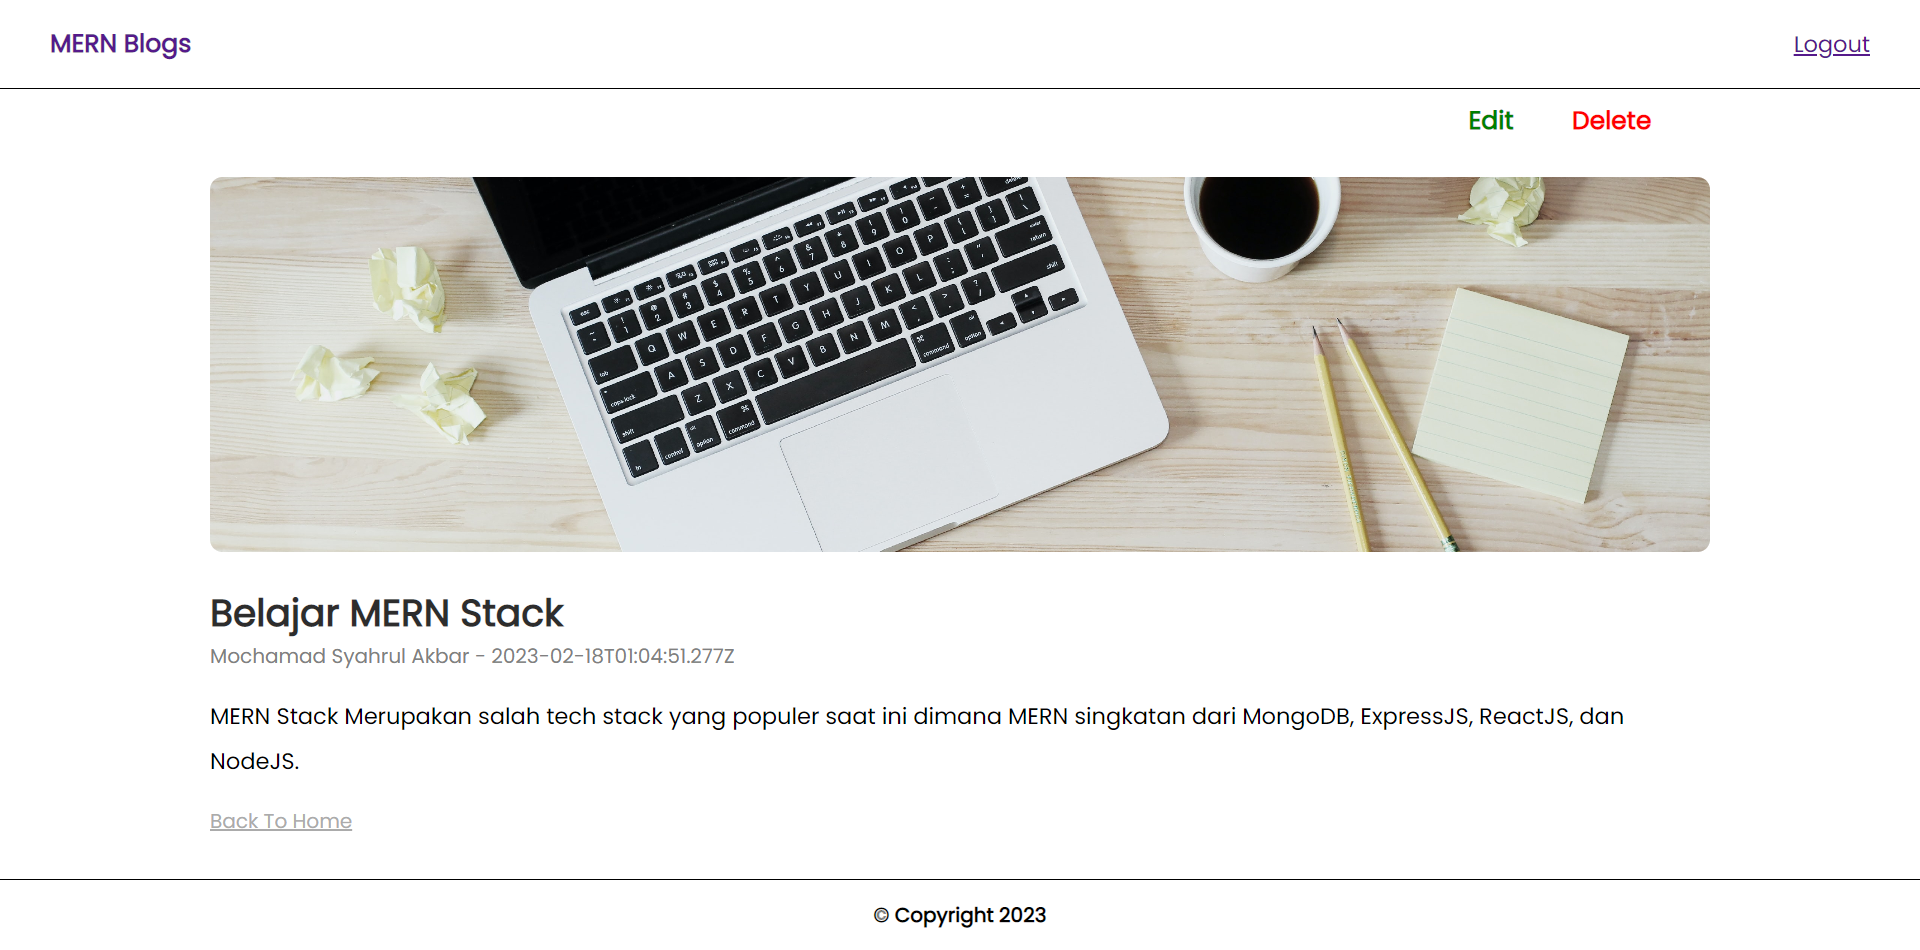 MERN Blogs
Logout
Edit
Delete
Belajar MERN Stack
Mochamad Syahrul Akbar - 2023-02-18T01:04:51.277Z
MERN Stack Merupakan salah tech stack yang populer saat ini dimana MERN singkatan dari MongoDB, ExpressJS, ReactJS, dan
NodeJS.
Back To Home
© Copyright 2023